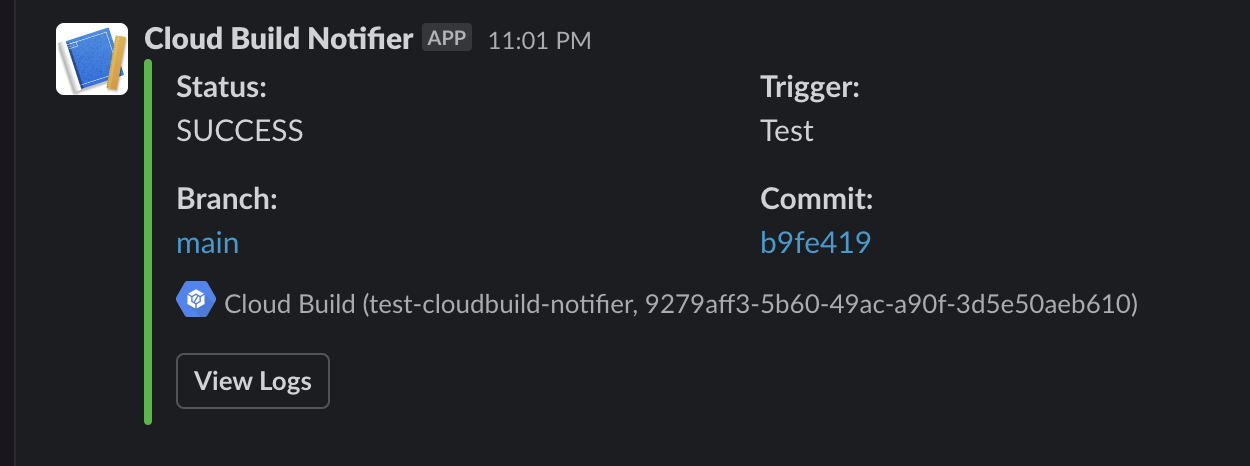 Cloud Build Notifier APP 11:01 PM
Status: Trigger:
SUCCESS Test
Branch: Commit:
main b9fe419
Cloud Build (test-cloudbuild-notifier, 9279aff3-5b60-49ac-a90f-3d5e50aeb610)
View Logs